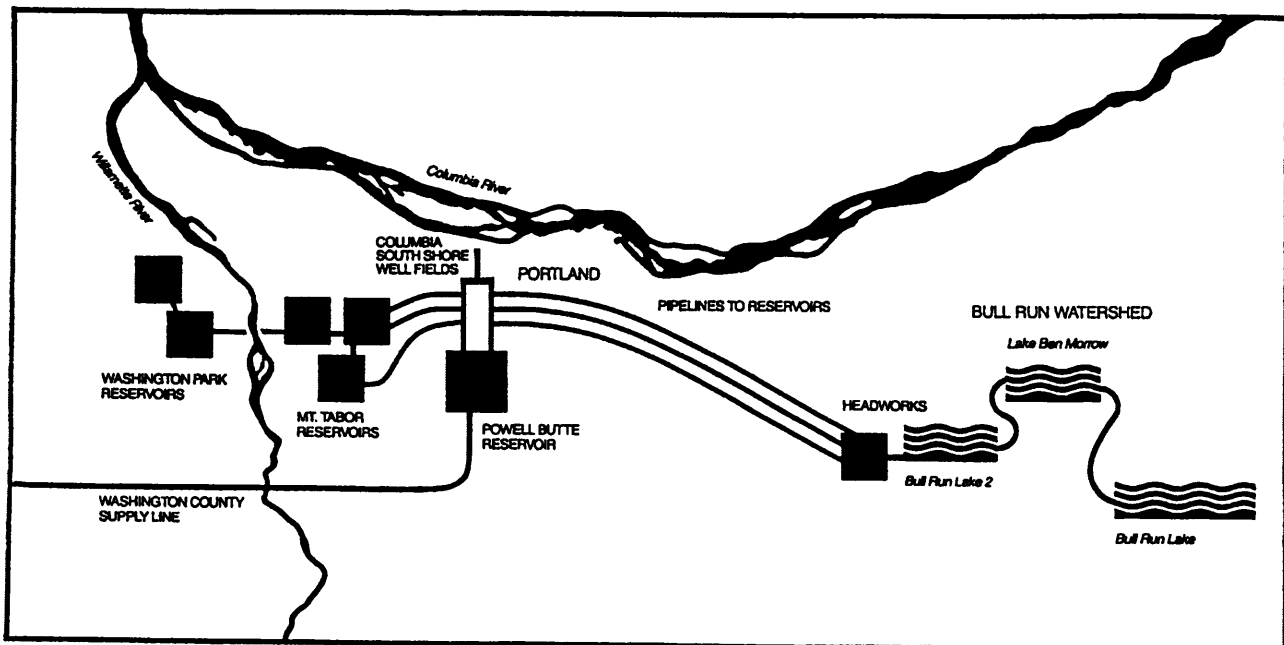 Willamette River
Columbia River
COLUMBIA
SOUTH SHORE
WELL FIELDS
PORTLAND
PIPELINES TO RESERVOIRS
BULL RUN WATERSHED
Lake Ben Morrow
WASHINGTON PARK
RESERVOIRS
MT. TABOR
RESERVOIRS
POWELL BUTTE
RESERVOIR
HEADWORKS
Bull Run Lake 2
WASHINGTON COUNTY
SUPPLY LINE
Bull Run Lake